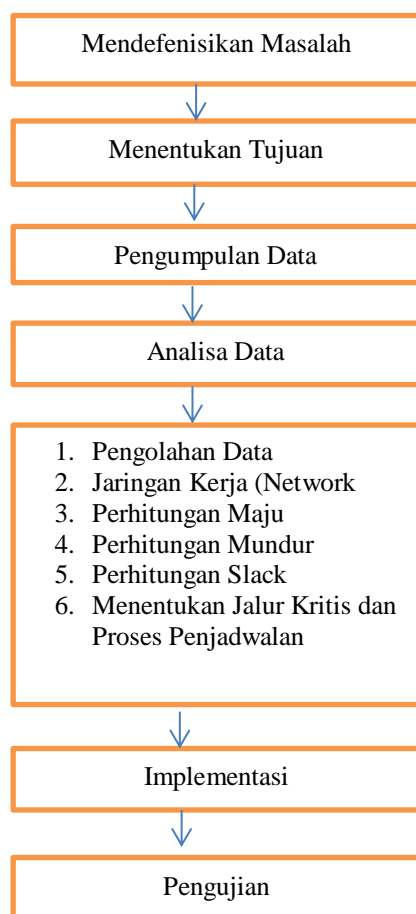 Mendefenisikan Masalah
Menentukan Tujuan
Pengumpulan Data
Analisa Data
1. Pengolahan Data
2. Jaringan Kerja (Network
3. Perhitungan Maju
4. Perhitungan Mundur
5. Perhitungan Slack
6. Menentukan Jalur Kritis dan
Proses Penjadwalan
Implementasi
Pengujian